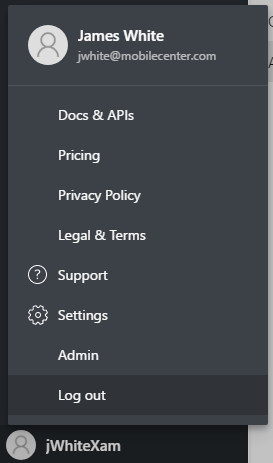 James White
jwhite@mobilecenter.com
Docs & APIs
Pricing
Privacy Policy
Legal & Terms
Support
Settings
Admin
Log out
jWhiteXam